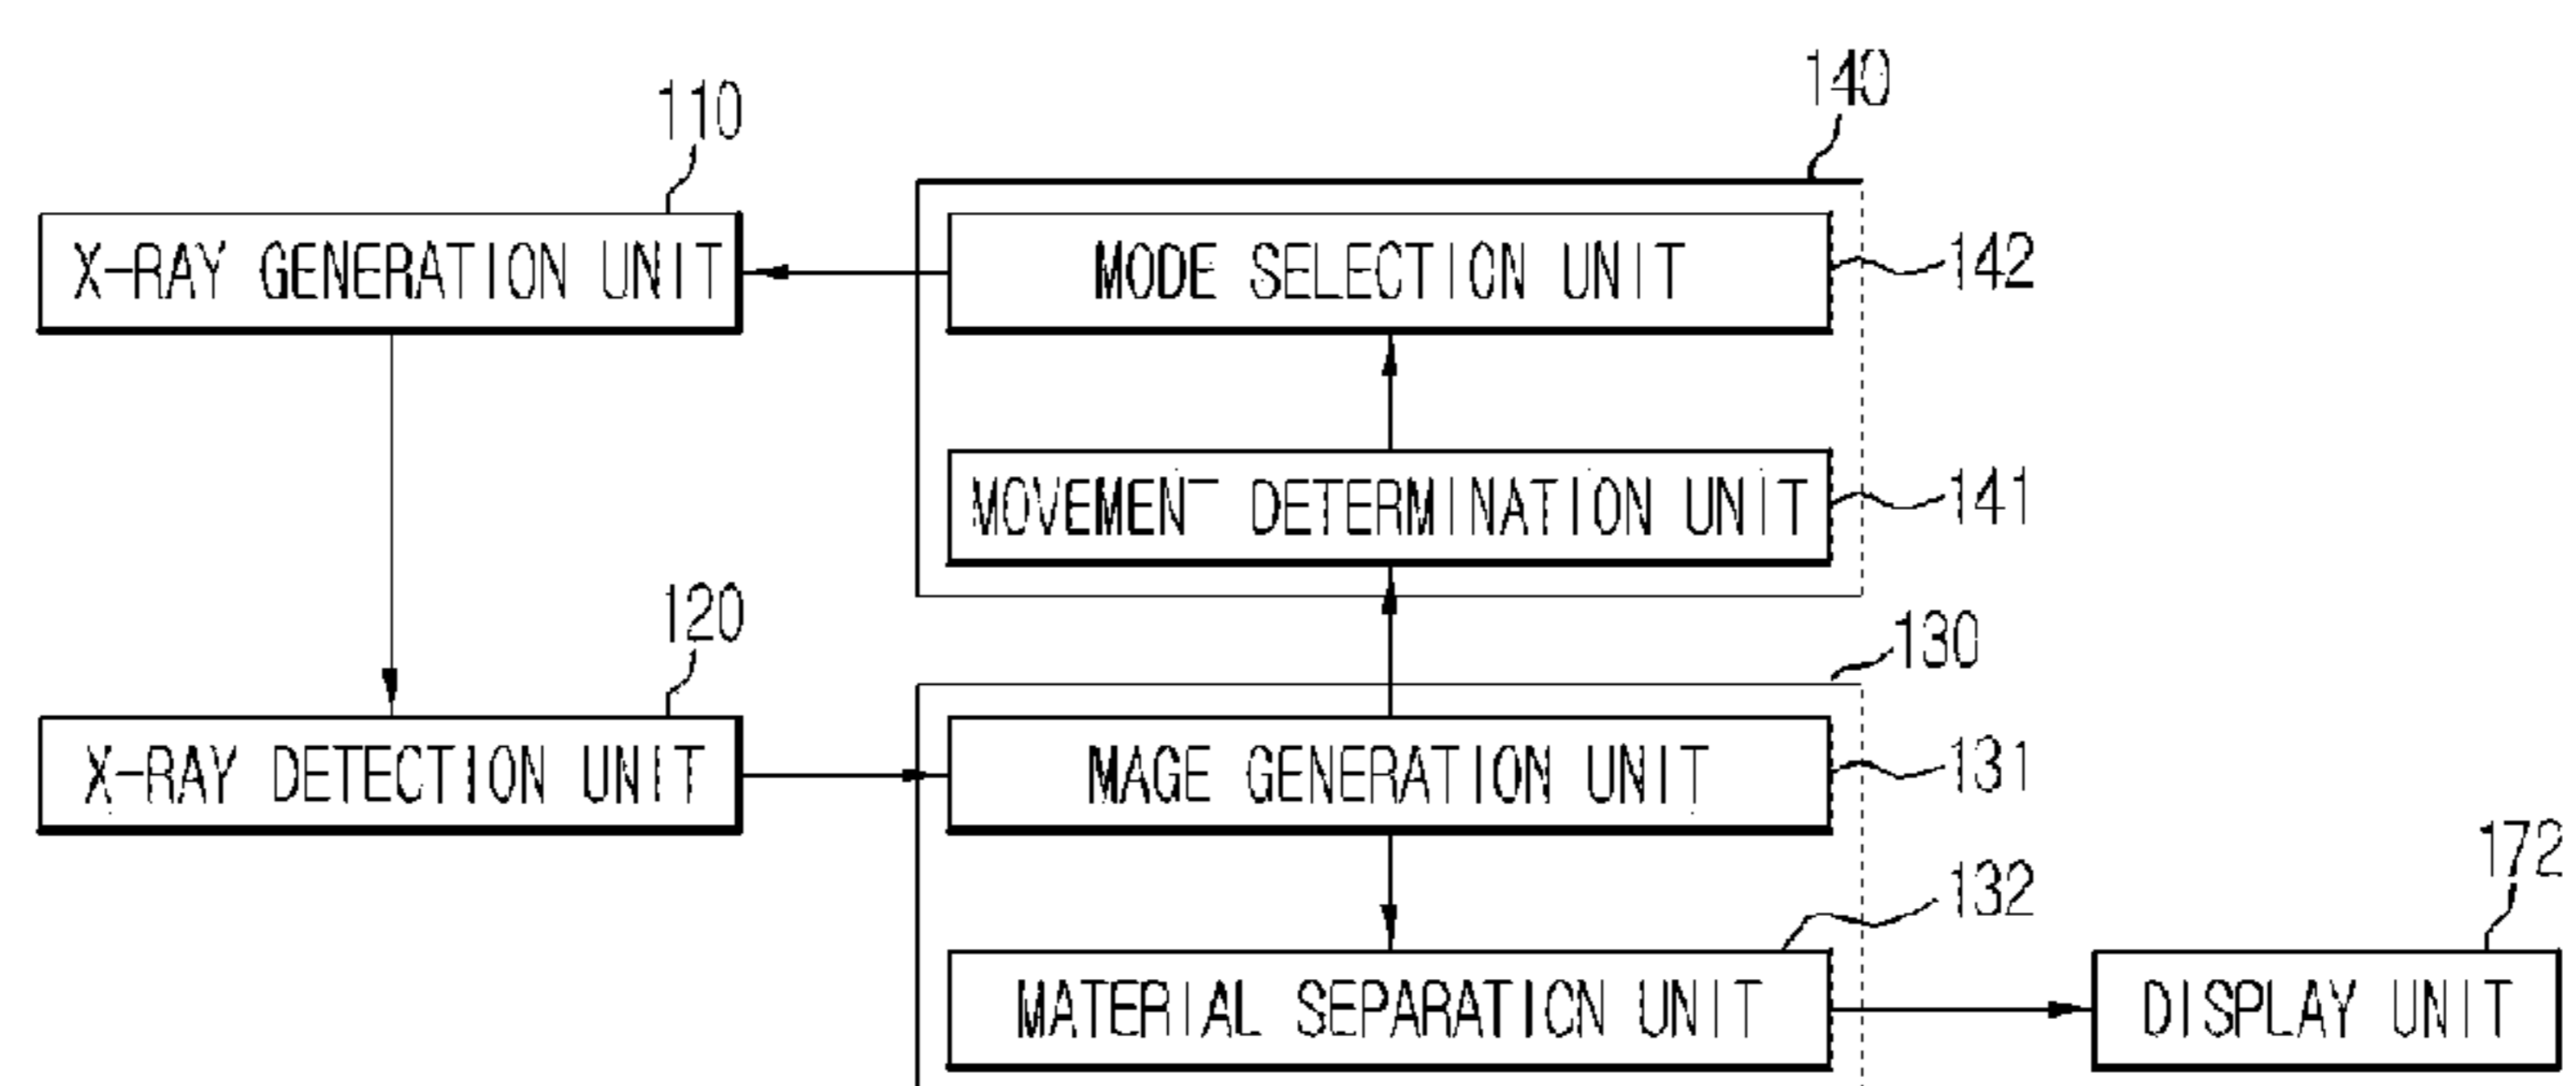 140
110
X-RAY GENERATION UNIT
MODE SELECTION UNIT
142
MOVEMENT DETERMINATION UNIT
141
120
130
X-RAY DETECTION UNIT
MAGE GENERATION UNIT
131
132
172
MATERIAL SEPARATION UNIT
DISPLAY UNIT